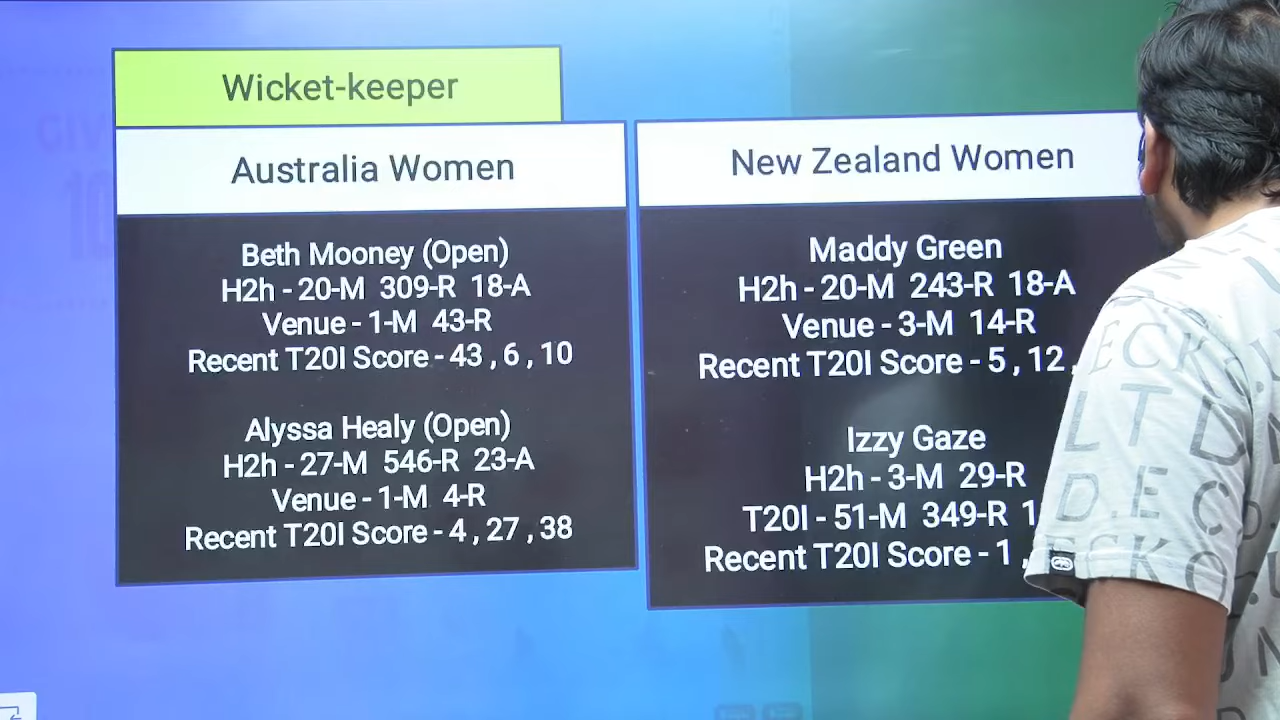 Wicket-keeper
Australia Women
Beth Mooney (Open)
H2h - 20-M 309-R 18-A
Venue - 1-M 43-R
Recent T20I Score - 43 , 6 , 10
Alyssa Healy (Open)
H2h - 27-M 546-R 23-A
Venue - 1-M 4-R
Recent T20I Score - 4 , 27 , 38
New Zealand Women
Maddy Green
H2h - 20-M 243-R 18-A
Venue - 3-M 14-R
Recent T20I Score - 5 , 12 ,
Izzy Gaze
H2h - 3-M 29-R
T20I - 51-M 349-R
Recent T20I Score - 1 ,